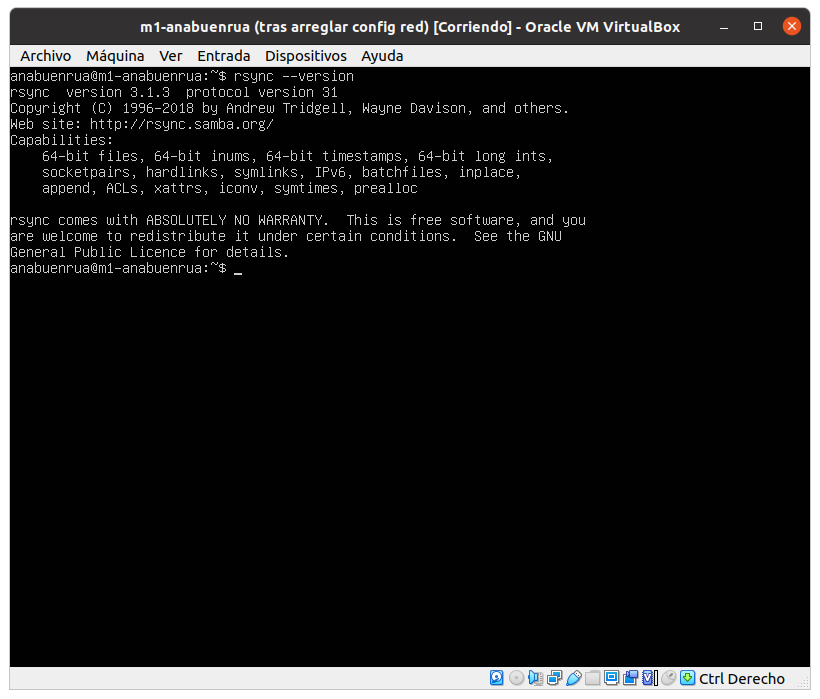 m1-anabuenrua (tras arreglar config red) [Corriendo] - Oracle VM VirtualBox
Archivo Máquina Ver Entrada Dispositivos Ayuda
anabuenrua@m1-anabuenrua:~$ rsync --version
rsync  version 3.1.3  protocol version 31
Copyright (C) 1996-2018 by Andrew Tridgell, Wayne Davison, and others.
Web site: http://rsync.samba.org/
Capabilities:
    64-bit files, 64-bit inums, 64-bit timestamps, 64-bit long ints,
    socketpairs, hardlinks, symlinks, IPv6, batchfiles, inplace,
    append, ACLs, xattrs, iconv, symtimes, prealloc
rsync comes with ABSOLUTELY NO WARRANTY.  This is free software, and you
are welcome to redistribute it under certain conditions.  See the GNU
General Public Licence for details.
anabuenrua@m1-anabuenrua:~$ _
Ctrl Derecho